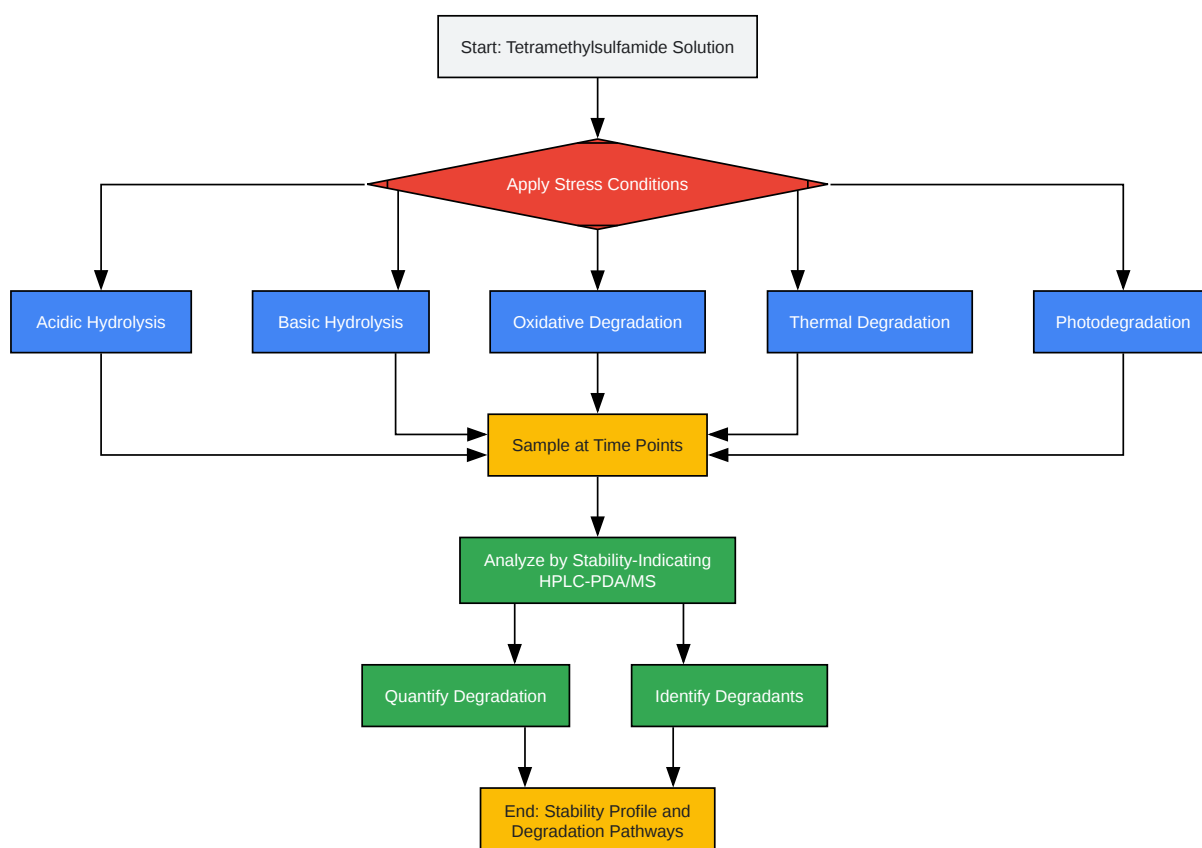 Start: Tetramethylsulfamide Solution
Apply Stress Conditions
Acidic Hydrolysis
Basic Hydrolysis
Oxidative Degradation
Thermal Degradation
Photodegradation
Sample at Time Points
Analyze by Stability-Indicating
HPLC-PDA/MS
Quantify Degradation
Identify Degradants
End: Stability Profile and
Degradation Pathways